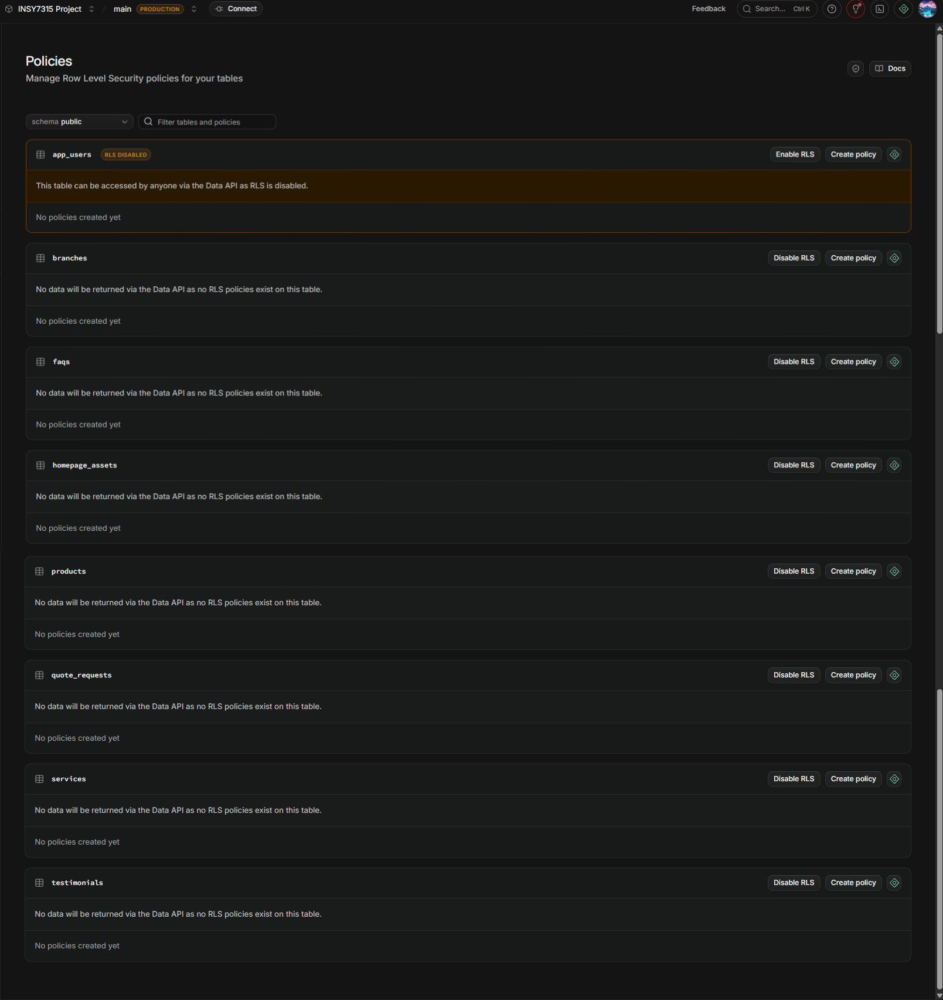 INSY7315 Project / main PRODUCTION Connect Feedback Search... Ctrl K
Policies
Manage Row Level Security policies for your tables
Docs
schema public Filter tables and policies
app_users RLS DISABLED Enable RLS Create policy
This table can be accessed by anyone via the Data API as RLS is disabled.
No policies created yet
branches Disable RLS Create policy
No data will be returned via the Data API as no RLS policies exist on this table.
No policies created yet
faqs Disable RLS Create policy
No data will be returned via the Data API as no RLS policies exist on this table.
No policies created yet
homepage_assets Disable RLS Create policy
No data will be returned via the Data API as no RLS policies exist on this table.
No policies created yet
products Disable RLS Create policy
No data will be returned via the Data API as no RLS policies exist on this table.
No policies created yet
quote_requests Disable RLS Create policy
No data will be returned via the Data API as no RLS policies exist on this table.
No policies created yet
services Disable RLS Create policy
No data will be returned via the Data API as no RLS policies exist on this table.
No policies created yet
testimonials Disable RLS Create policy
No data will be returned via the Data API as no RLS policies exist on this table.
No policies created yet